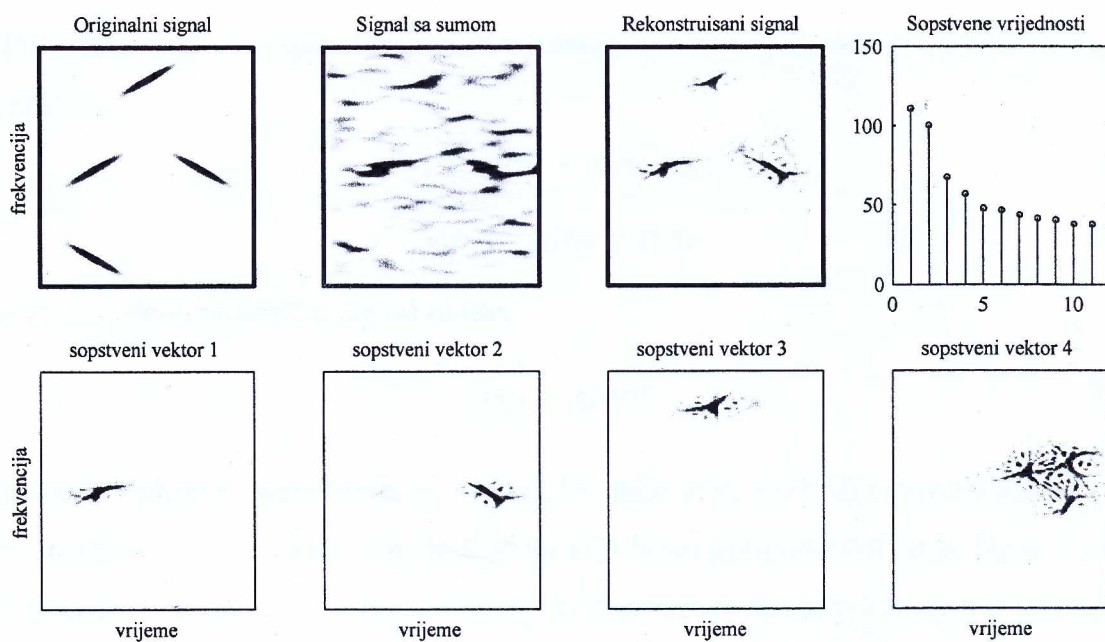 Originalni signal
Signal sa sumom
Rekonstruisani signal
Sopstvene vrijednosti
frekvencija
150
100
50
0
0
5
10
sopstveni vektor 1
sopstveni vektor 2
sopstveni vektor 3
sopstveni vektor 4
frekvencija
vrijeme
vrijeme
vrijeme
vrijeme